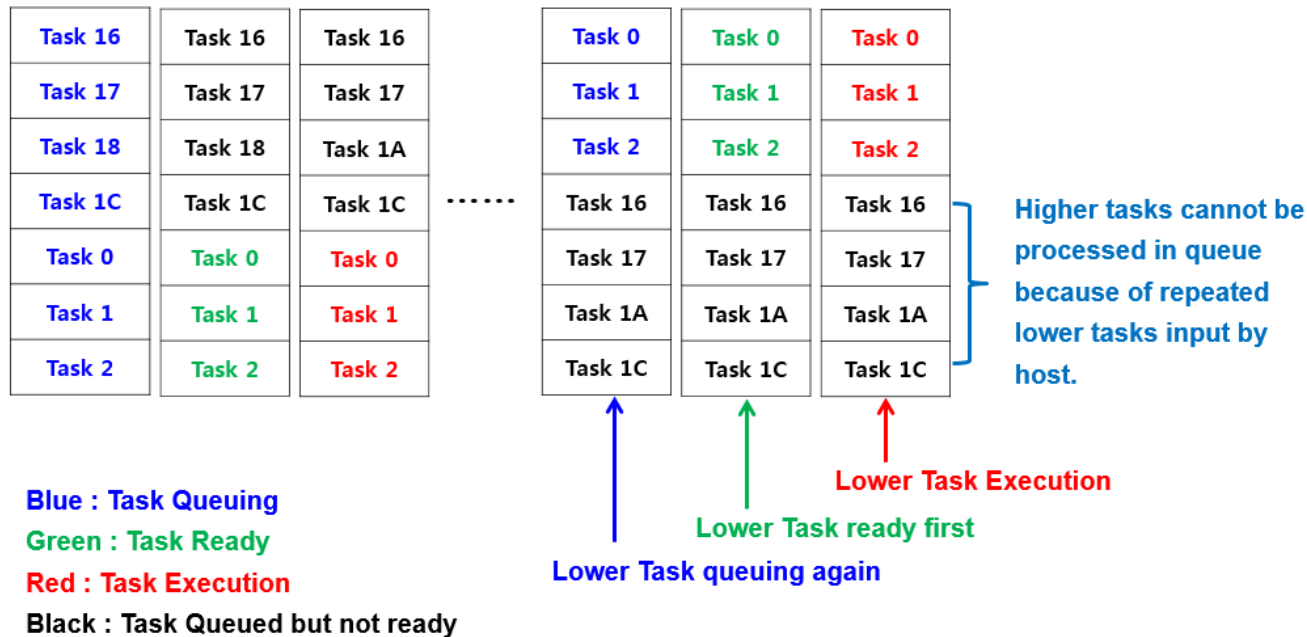 Task 16 Task 16 Task 16 Task 0 Task 0 Task 0
Task 17 Task 17 Task 17 Task 1 Task 1 Task 1
Task 18 Task 18 Task 1A Task 2 Task 2 Task 2
Task 1C Task 1C Task 1C ...... Task 16 Task 16 Task 16
Task 0 Task 0 Task 0 Task 17 Task 17 Task 17
Task 1 Task 1 Task 1 Task 1A Task 1A Task 1A
Task 2 Task 2 Task 2 Task 1C Task 1C Task 1C
Higher tasks cannot be
processed in queue
because of repeated
lower tasks input by
host.
Lower Task Execution
Lower Task ready first
Lower Task queuing again
Blue : Task Queuing
Green : Task Ready
Red : Task Execution
Black : Task Queued but not ready